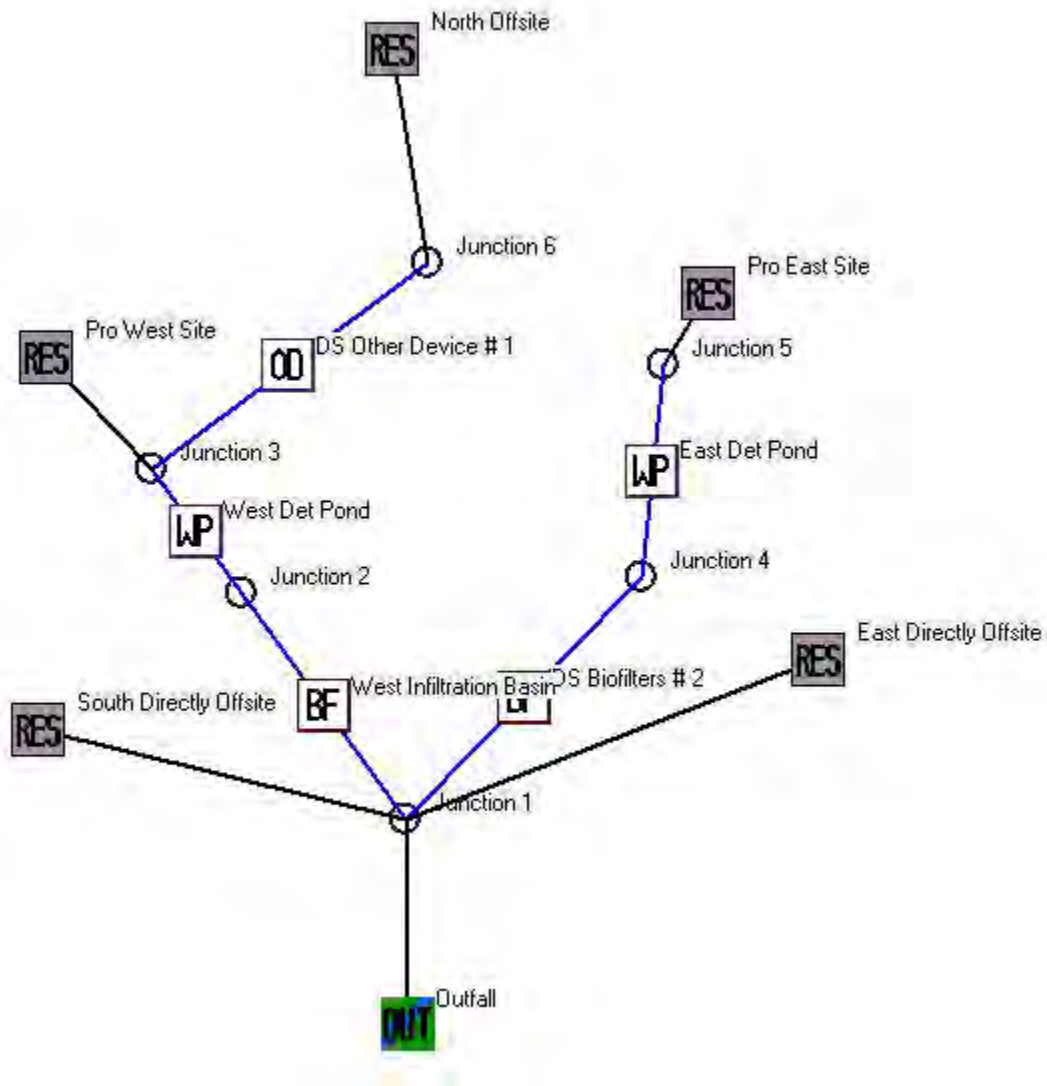 North Offsite
RES
Junction 6
Pro East Site
RES
Pro West Site
RES
DS Other Device # 1
OD
Junction 5
Junction 3
East Det Pond
WP
West Det Pond
WP
Junction 4
Junction 2
East Directly Offsite
RES
West Infiltration Basin
BF
DS Biofilters # 2
South Directly Offsite
RES
Junction 1
Outfall
OUT